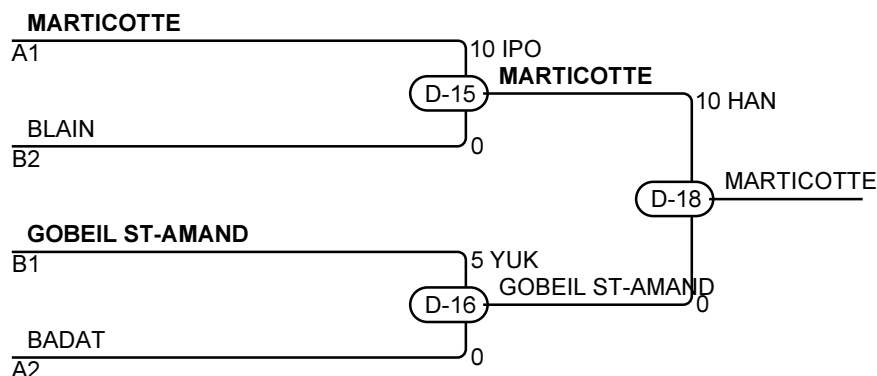 MARTICOTTE
A1
10 IPO
D-15
MARTICOTTE
BLAIN
B2
0
10 HAN
D-18
MARTICOTTE
GOBEIL ST-AMAND
B1
5 YUK
D-16
GOBEIL ST-AMAND
0
BADAT
A2
0